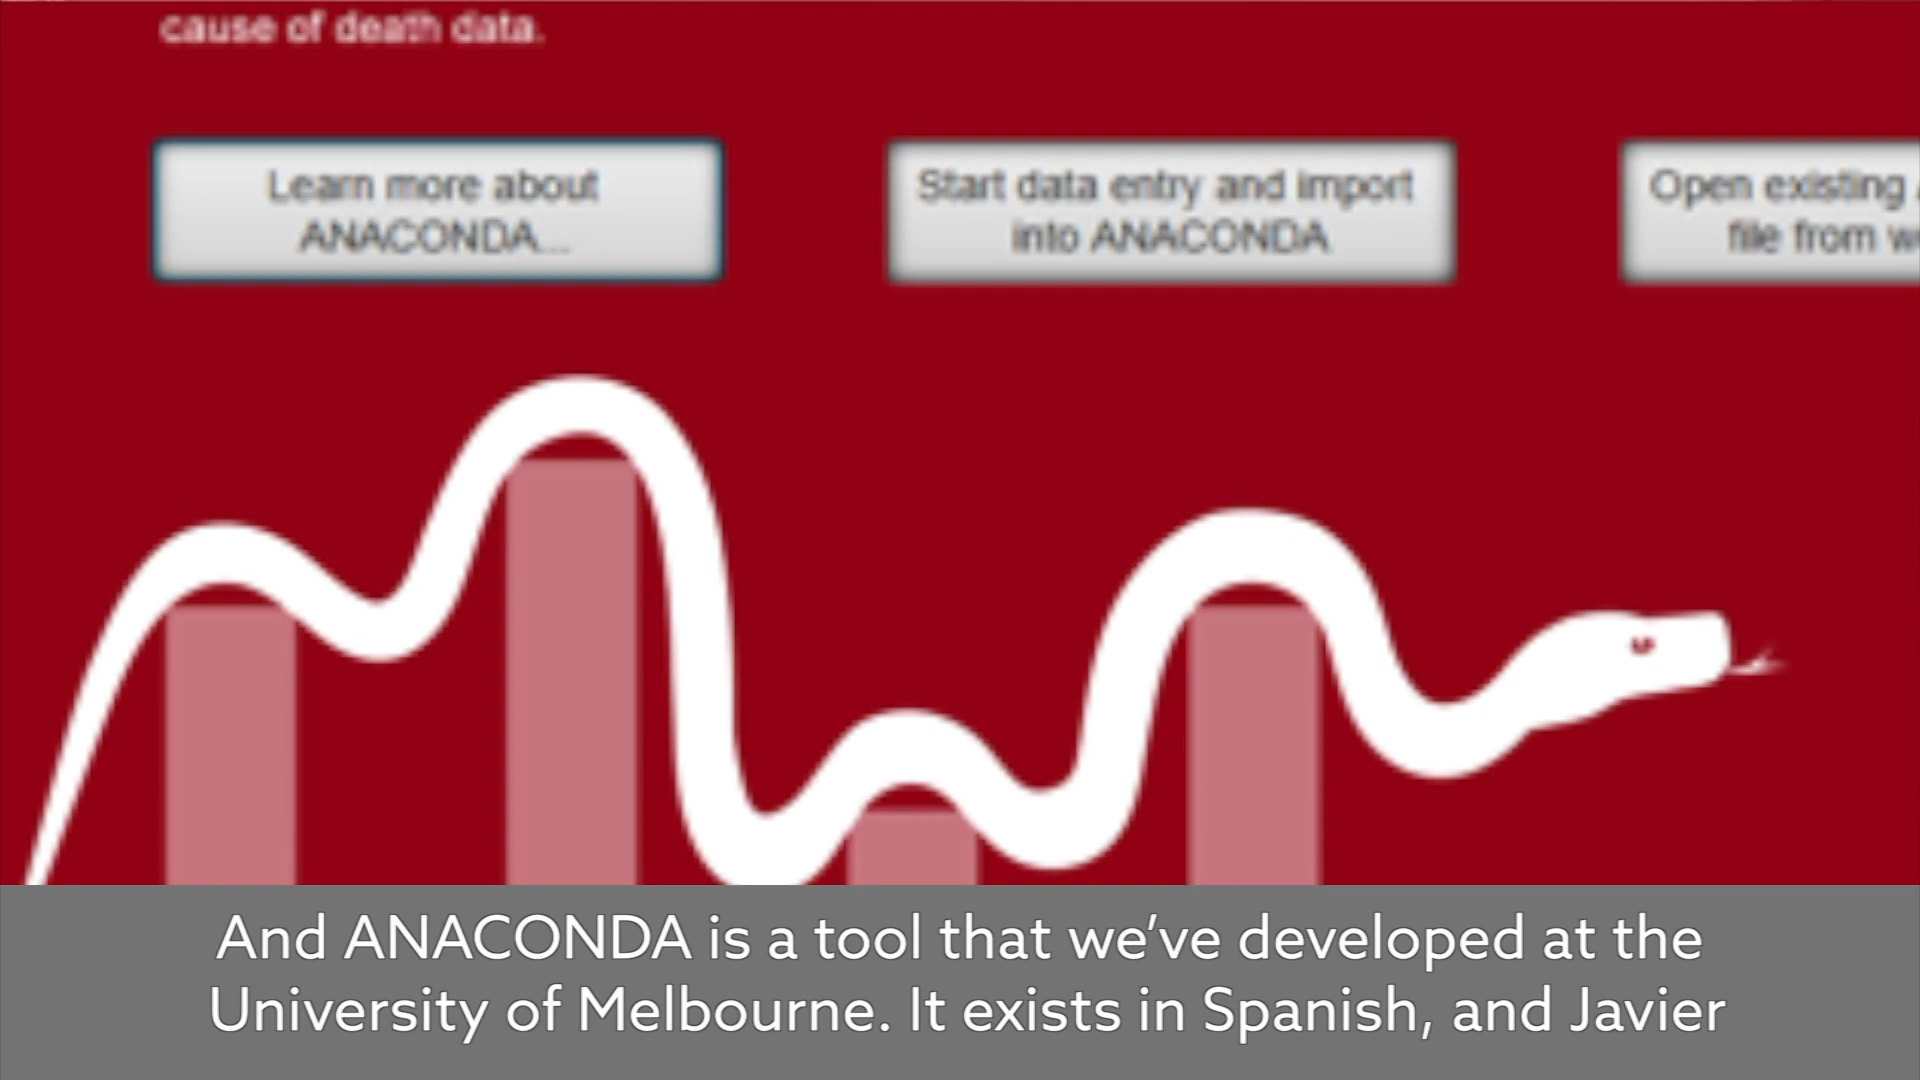 cause of death data.
Learn more about
ANACONDA...
Start data entry and import
into ANACONDA
Open existing
file from
And ANACONDA is a tool that we've developed at the
University of Melbourne. It exists in Spanish, and Javier